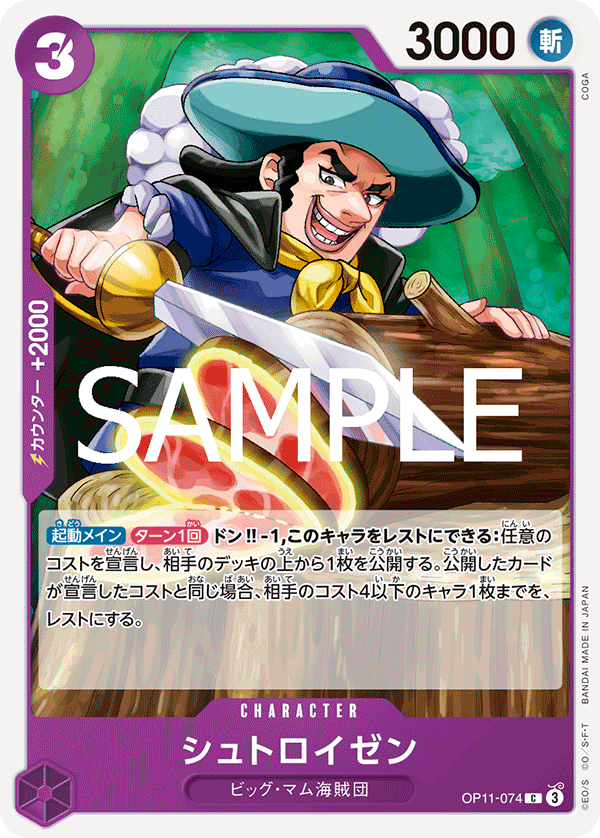 3
3000
斬
COGA
カウンター +2000
SAMPLE
起動メイン ターン1回 ドン!!-1,このキャラをレストにできる:任意の
コストを宣言し、相手のデッキの上から1枚を公開する。公開したカード
が宣言したコストと同じ場合、相手のコスト4以下のキャラ1枚までを、
レストにする。
CHARACTER
シュトロイゼン
ビッグ・マム海賊団
OP11-074 C 3
©E.O/S ©O/S・F・T BANDAI MADE IN JAPAN